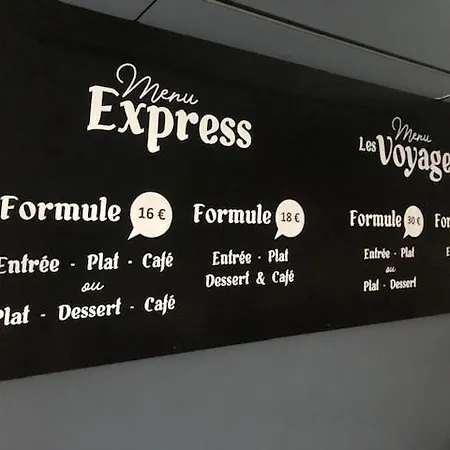 Menu
Express
Formule 16 €
Entrée - Plat - Café
ou
Plat - Dessert - Café
Formule 18 €
Entrée - Plat
Dessert & Café
Menu
Les Voyage
Formule 30 €
Entrée - Plat
ou
Plat - Dessert